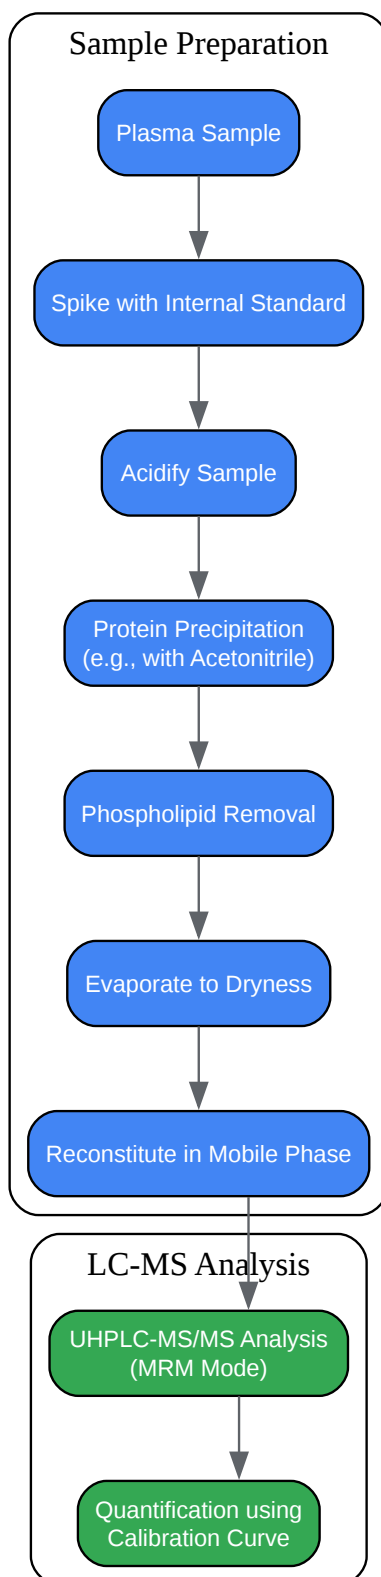 Sample Preparation
Plasma Sample
Spike with Internal Standard
Acidify Sample
Protein Precipitation
(e.g., with Acetonitrile)
Phospholipid Removal
Evaporate to Dryness
Reconstitute in Mobile Phase
LC-MS Analysis
UHPLC-MS/MS Analysis
(MRM Mode)
Quantification using
Calibration Curve